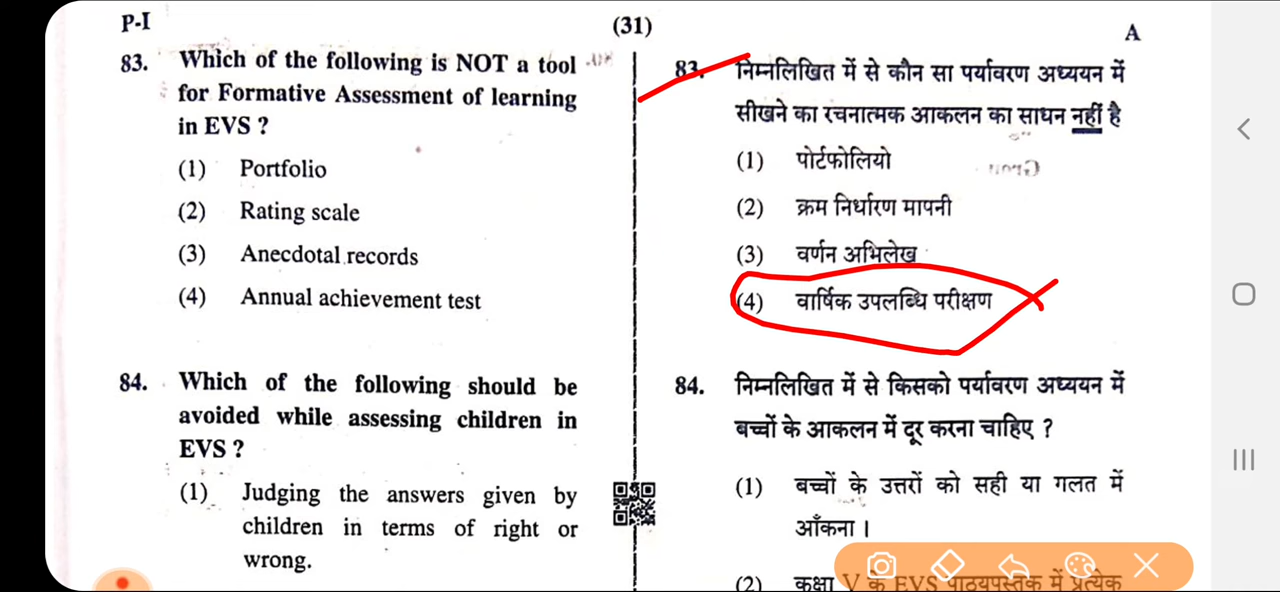 P-I
(31)
A
83. Which of the following is NOT a tool
for Formative Assessment of learning
in EVS ?
(1) Portfolio
(2) Rating scale
(3) Anecdotal records
(4) Annual achievement test
84. Which of the following should be
avoided while assessing children in
EVS ?
(1) Judging the answers given by
children in terms of right or
wrong.
83. निम्नलिखित में से कौन सा पर्यावरण अध्ययन में
सीखने का रचनात्मक आकलन का साधन नहीं है
(1) पोर्टफोलियो
(2) क्रम निर्धारण मापनी
(3) वर्णन अभिलेख
(4) वार्षिक उपलब्धि परीक्षण
84. निम्नलिखित में से किसको पर्यावरण अध्ययन में
बच्चों के आकलन में दूर करना चाहिए ?
(1) बच्चों के उत्तरों को सही या गलत में
आँकना ।
(2) कक्षा V के EVS पाठ्यपुस्तक में प्रत्येक